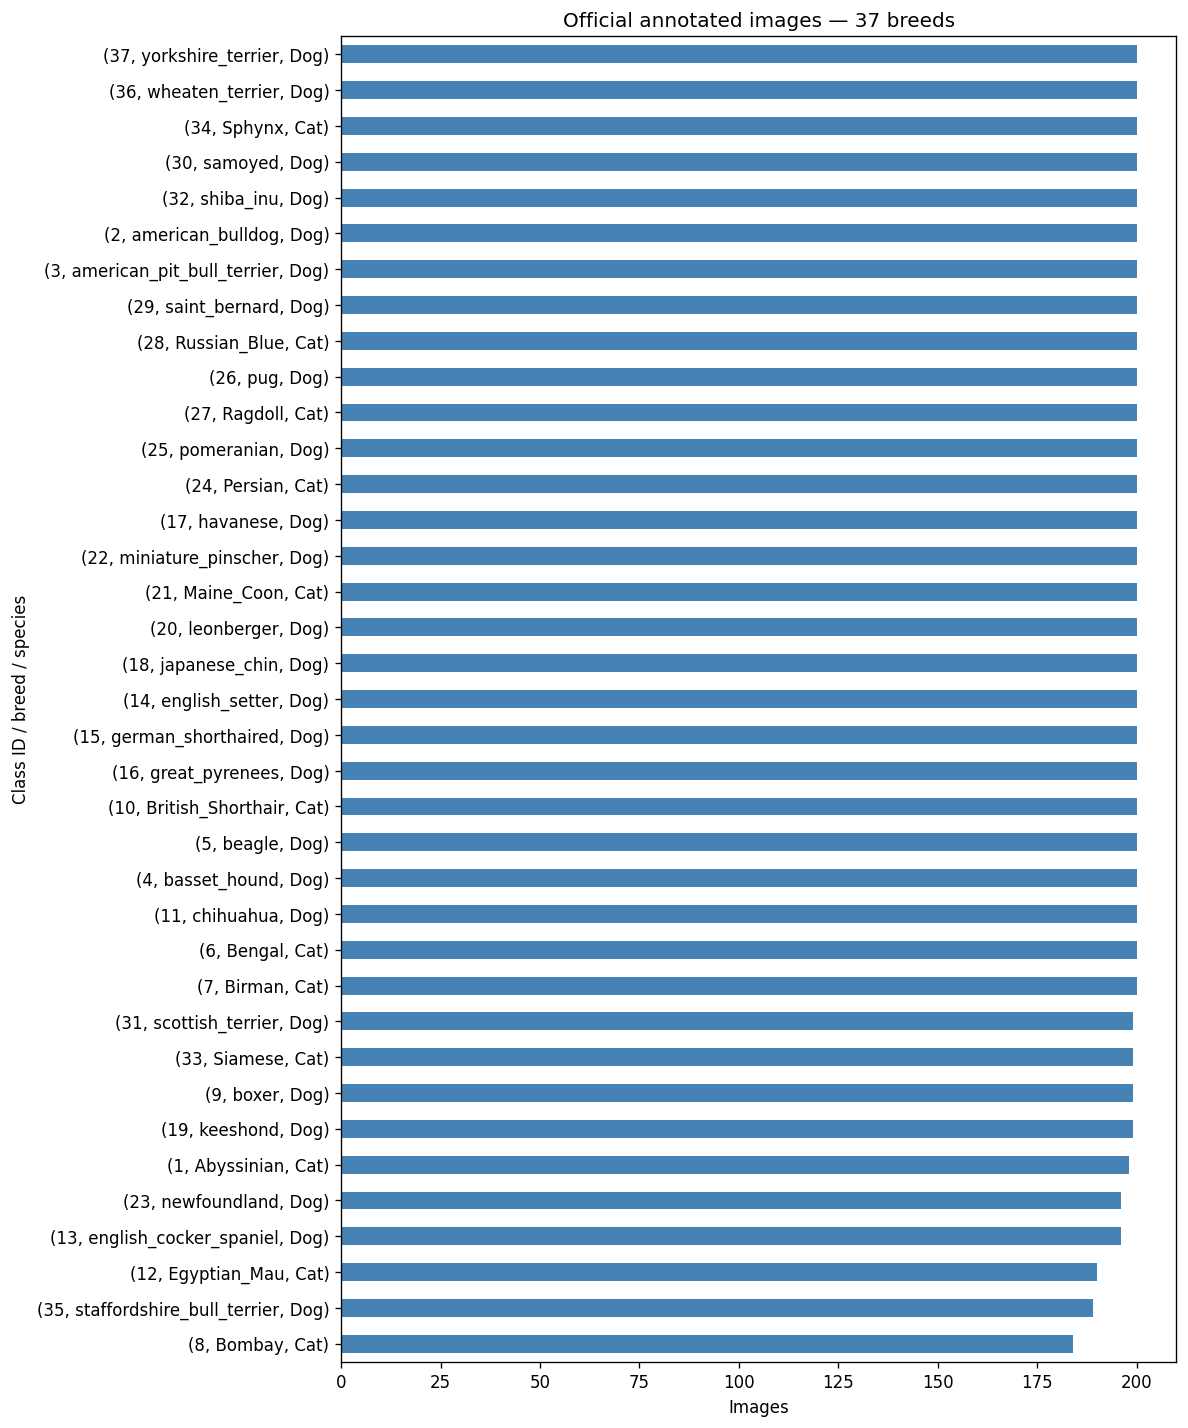 Official annotated images — 37 breeds
(37, yorkshire_terrier, Dog)
(36, wheaten_terrier, Dog)
(34, Sphynx, Cat)
(30, samoyed, Dog)
(32, shiba_inu, Dog)
(2, american_bulldog, Dog)
(3, american_pit_bull_terrier, Dog)
(29, saint_bernard, Dog)
(28, Russian_Blue, Cat)
(26, pug, Dog)
(27, Ragdoll, Cat)
(25, pomeranian, Dog)
(24, Persian, Cat)
(17, havanese, Dog)
(22, miniature_pinscher, Dog)
(21, Maine_Coon, Cat)
(20, leonberger, Dog)
(18, japanese_chin, Dog)
(14, english_setter, Dog)
(15, german_shorthaired, Dog)
(16, great_pyrenees, Dog)
(10, British_Shorthair, Cat)
(5, beagle, Dog)
(4, basset_hound, Dog)
(11, chihuahua, Dog)
(6, Bengal, Cat)
(7, Birman, Cat)
(31, scottish_terrier, Dog)
(33, Siamese, Cat)
(9, boxer, Dog)
(19, keeshond, Dog)
(1, Abyssinian, Cat)
(23, newfoundland, Dog)
(13, english_cocker_spaniel, Dog)
(12, Egyptian_Mau, Cat)
(35, staffordshire_bull_terrier, Dog)
(8, Bombay, Cat)
Class ID / breed / species
0 25 50 75 100 125 150 175 200
Images